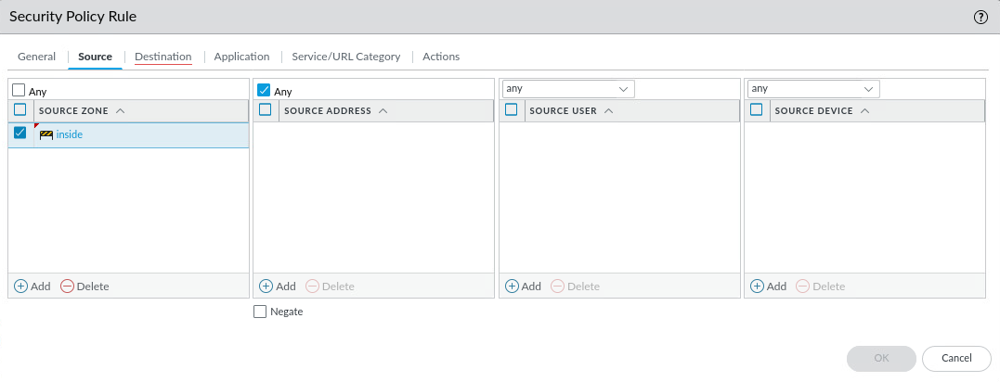 Security Policy Rule
General Source Destination Application Service/URL Category Actions
Any Any any any
SOURCE ZONE SOURCE ADDRESS SOURCE USER SOURCE DEVICE
inside
Add Delete Add Delete Add Delete Add Delete
Negate
OK Cancel